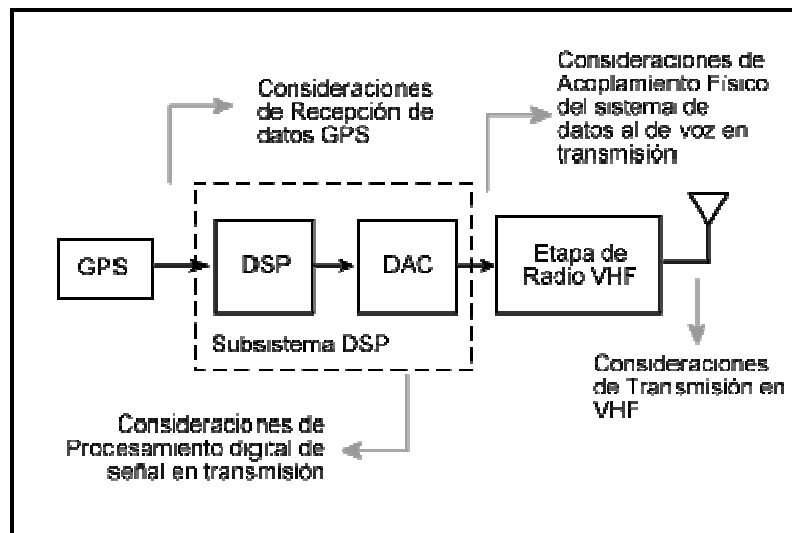 Consideraciones
de Recepción de
datos GPS
Consideraciones de
Acoplamiento Físico
del sistema de
datos al de voz en
transmisión
GPS
DSP
DAC
Etapa de
Radio VHF
Subsistema DSP
Consideraciones
de Transmisión en
VHF
Consideraciones de
Procesamiento digital de
señal en transmisión